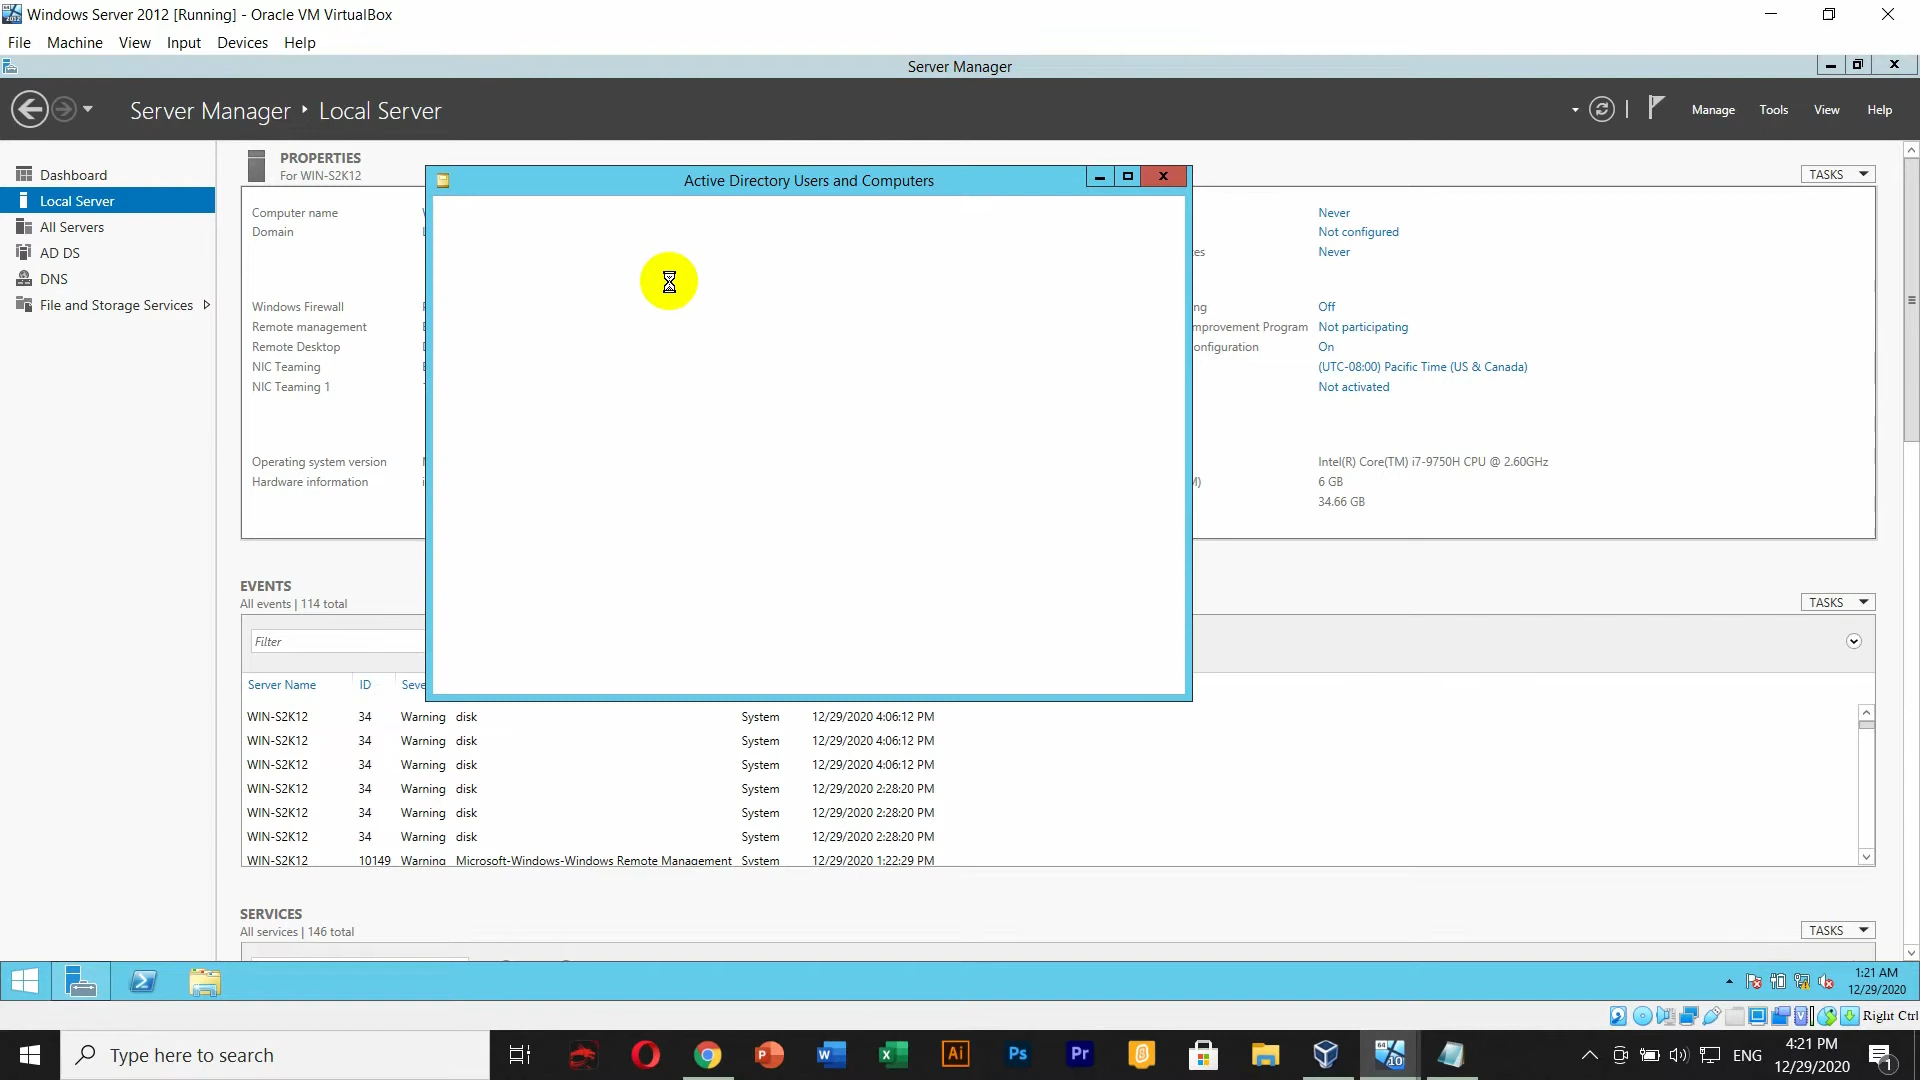 Windows Server 2012 [Running] - Oracle VM VirtualBox
File Machine View Input Devices Help
Server Manager
Server Manager ‣ Local Server
Manage Tools View Help
Dashboard
Local Server
All Servers
AD DS
DNS
File and Storage Services
PROPERTIES
For WIN-S2K12
TASKS
Active Directory Users and Computers
Computer name
Never
Domain
Not configured
Never
Windows Firewall
Off
Remote management
Not participating
Remote Desktop
On
NIC Teaming
(UTC-08:00) Pacific Time (US & Canada)
NIC Teaming 1
Not activated
Operating system version
Intel(R) Core(TM) i7-9750H CPU @ 2.60GHz
Hardware information
6 GB
34.66 GB
EVENTS
All events | 114 total
TASKS
Filter
Server Name ID
WIN-S2K12 34 Warning disk System 12/29/2020 4:06:12 PM
WIN-S2K12 34 Warning disk System 12/29/2020 4:06:12 PM
WIN-S2K12 34 Warning disk System 12/29/2020 4:06:12 PM
WIN-S2K12 34 Warning disk System 12/29/2020 2:28:20 PM
WIN-S2K12 34 Warning disk System 12/29/2020 2:28:20 PM
WIN-S2K12 34 Warning disk System 12/29/2020 2:28:20 PM
WIN-S2K12 10149 Warning Microsoft-Windows-Windows Remote Management System 12/29/2020 1:22:29 PM
SERVICES
All services | 146 total
TASKS
1:21 AM
12/29/2020
Right Ctrl
Type here to search
ENG
4:21 PM
12/29/2020
1